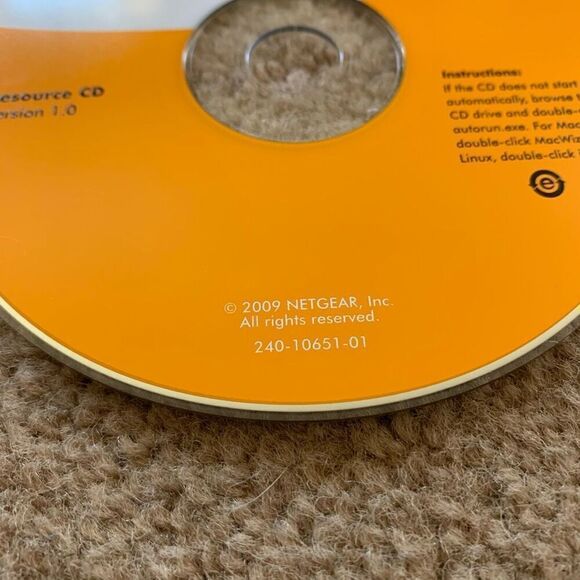 esource CD
ersion 1.0
Instructions:
If the CD does not start
automatically, browse
CD drive and double-
autorun.exe. For Mac
double-click MacWiz
Linux, double-click
e
© 2009 NETGEAR, Inc.
All rights reserved.
240-10651-01